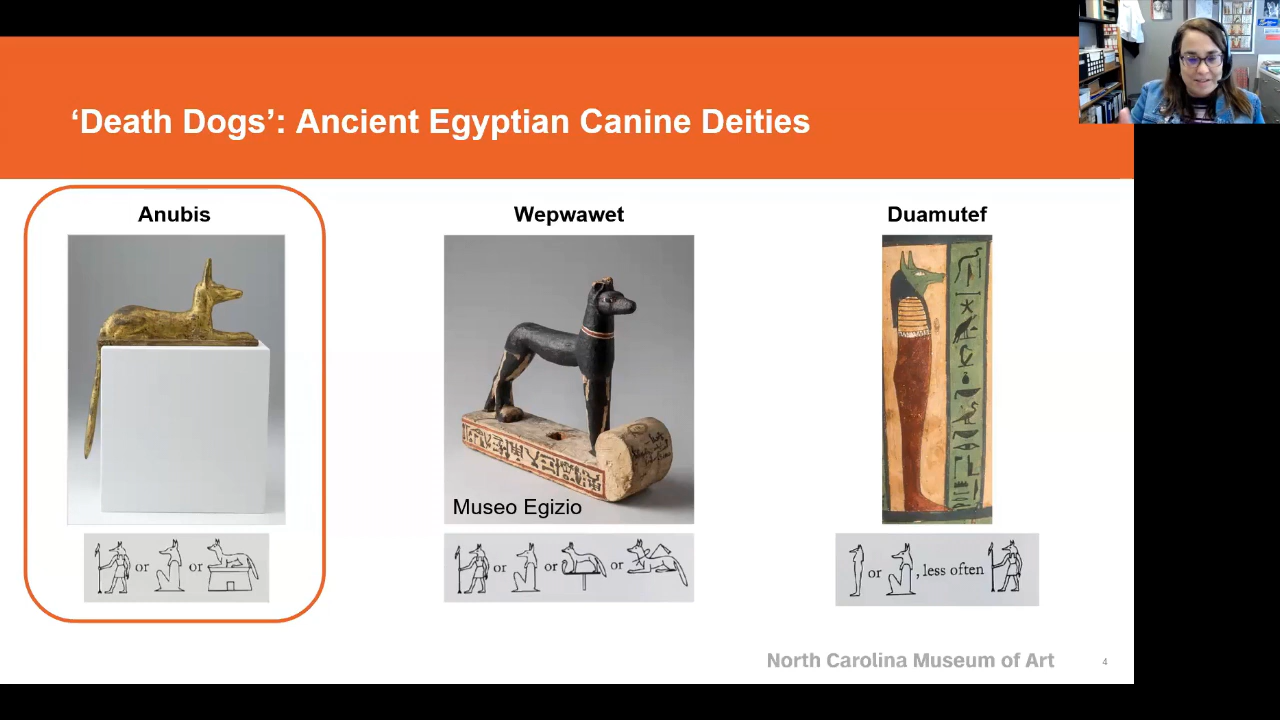 ‘Death Dogs’: Ancient Egyptian Canine Deities
Anubis
Wepwawet
Duamutef
Museo Egizio
or or
or or or
or , less often
North Carolina Museum of Art
4